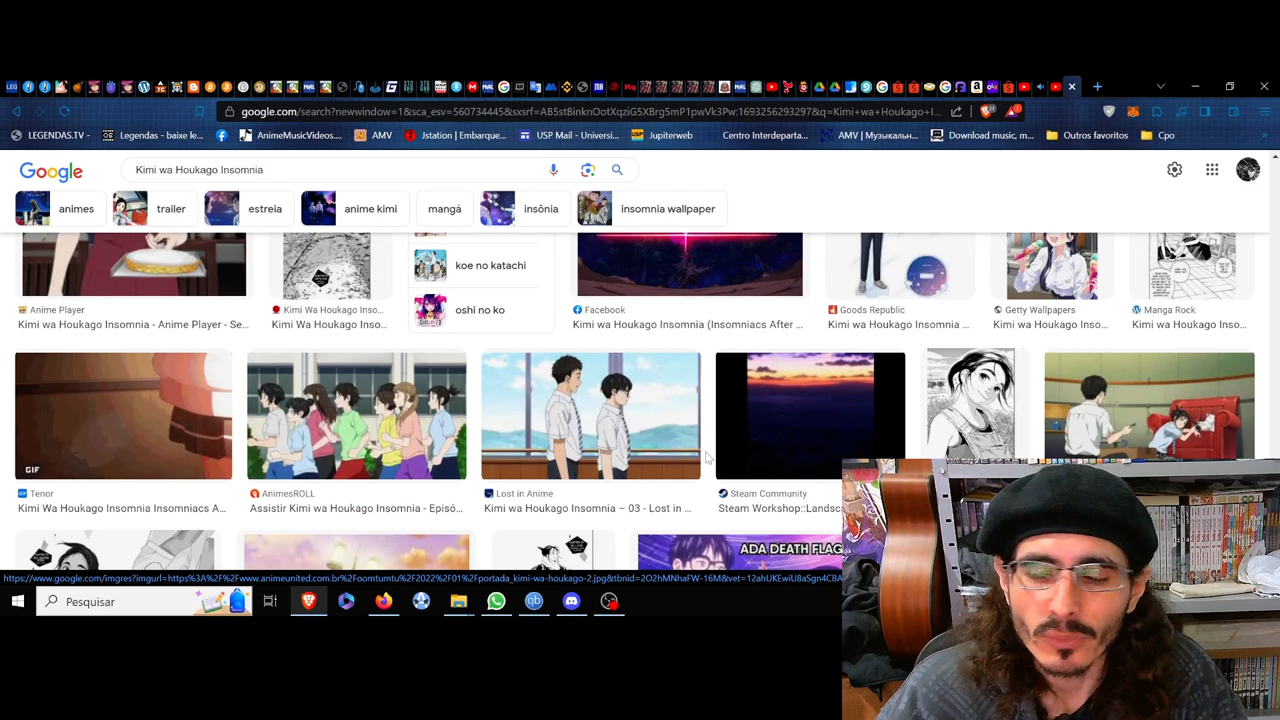 google.com/search?newwindow=1&sca_esv=560734445&sxsrf=AB5stBinknOotXqziG5XBrg5mP1pwVk3Pw:1693256293297&q=Kimi+wa+Houkago+I...
LEGENDAS.TV - Legendas - baixe le... AnimeMusicVideos.... AMV Jstation | Embarque... USP Mail - Universi... Jupiterweb Centro Interdeparta... AMV | Музыкальн... Download music, m... Outros favoritos Cpo
Google Kimi wa Houkago Insomnia
animes trailer estreia anime kimi mangá insônia insomnia wallpaper
koe no katachi
oshi no ko
Anime Player Kimi Wa Houkago Inso... Facebook Goods Republic Getty Wallpapers Manga Rock
Kimi wa Houkago Insomnia - Anime Player - Se... Kimi Wa Houkago Inso... Kimi wa Houkago Insomnia (Insomniacs After ... Kimi wa Houkago Insomnia ... Kimi wa Houkago Inso... Kimi wa Houkago Inso...
GIF
Tenor AnimesROLL Lost in Anime Steam Community
Kimi Wa Houkago Insomnia Insomniacs A... Assistir Kimi wa Houkago Insomnia - Episó... Kimi wa Houkago Insomnia – 03 - Lost in ... Steam Workshop::Landsc
ADA DEATH FLAG
https://www.google.com/imgres?imgurl=https%3A%2F%2Fwww.animeunited.com.br%2Foomtumtu%2F2022%2F01%2Fportada_kimi-wa-houkago-2.jpg&tbnid=2O2hMNhaFW-16M&vet=12ahUKEwiU8aSgn4CBA
Pesquisar